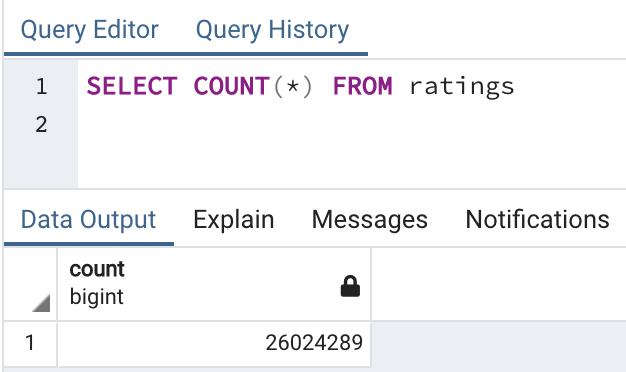 Query Editor Query History
1 SELECT COUNT(*) FROM ratings
2
Data Output Explain Messages Notifications
count
bigint
1 26024289